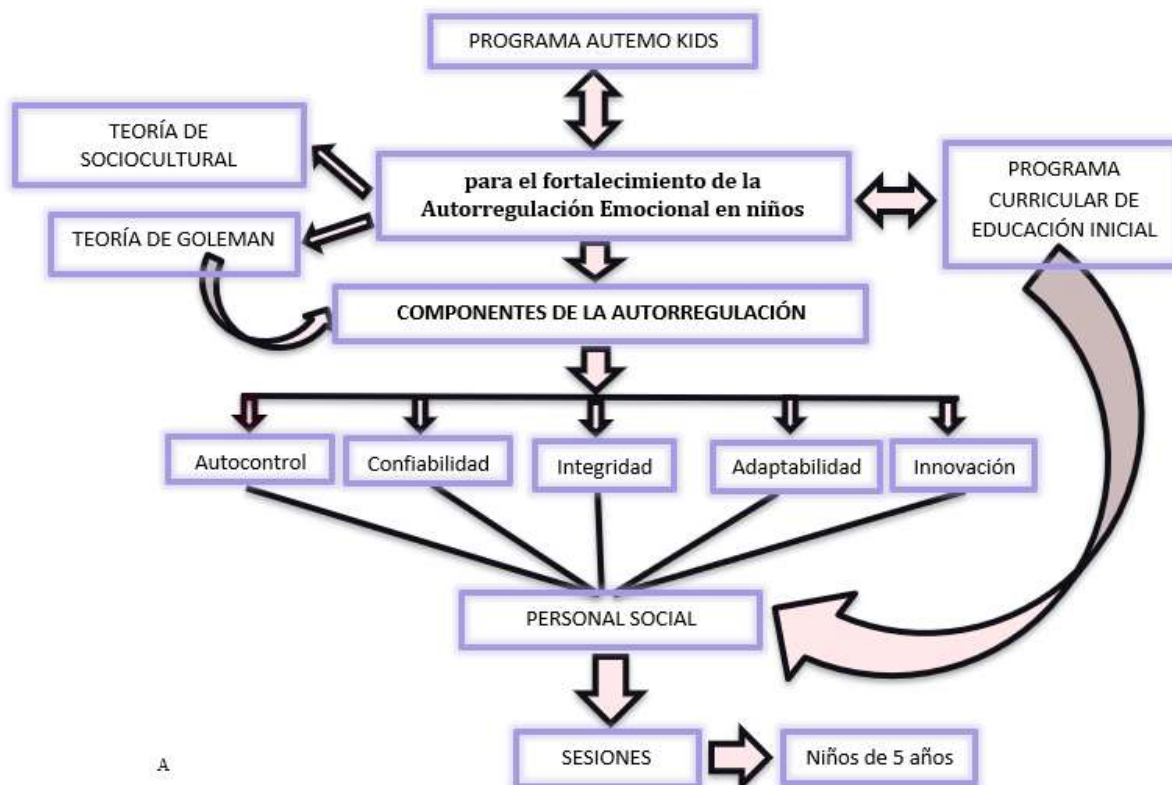 PROGRAMA AUTEMO KIDS
TEORÍA DE
SOCIOCULTURAL
para el fortalecimiento de la
Autorregulación Emocional en niños
PROGRAMA
CURRICULAR DE
EDUCACIÓN INICIAL
TEORÍA DE GOLEMAN
COMPONENTES DE LA AUTORREGULACIÓN
Autocontrol
Confiabilidad
Integridad
Adaptabilidad
Innovación
PERSONAL SOCIAL
SESIONES
Niños de 5 años
A